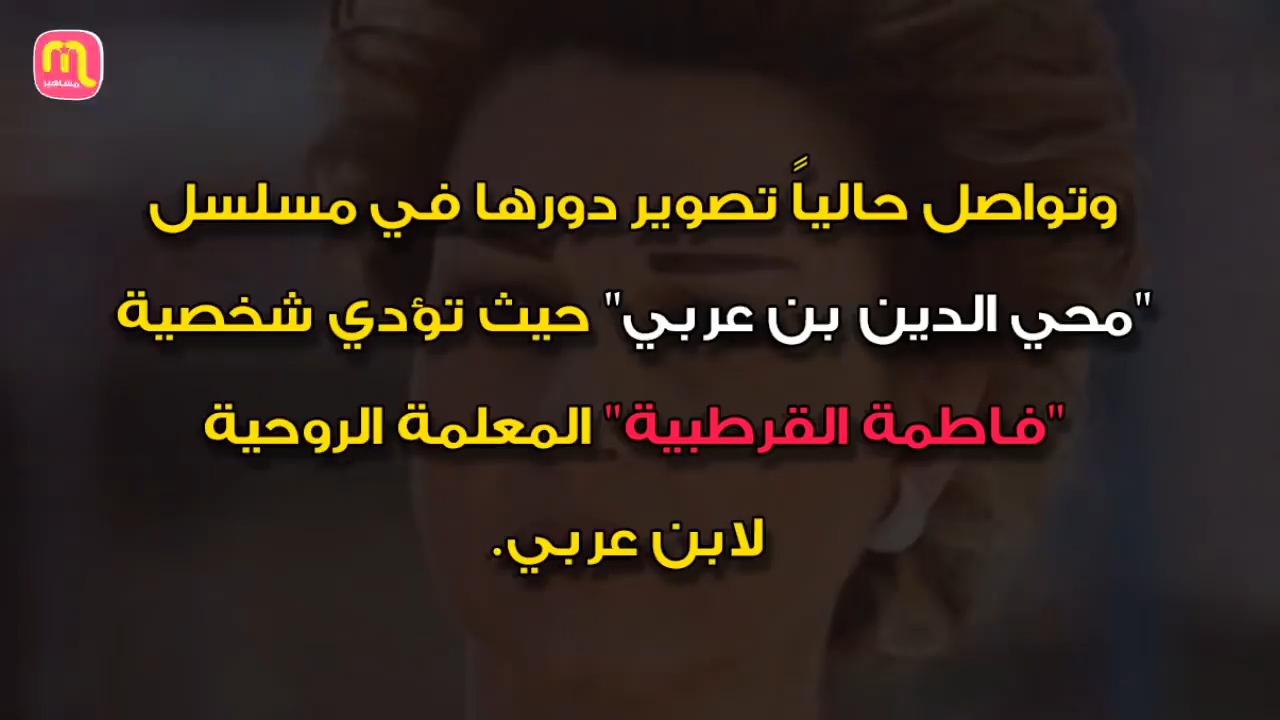 مشاهير
وتواصل حالياً تصوير دورها في مسلسل
"محي الدين بن عربي" حيث تؤدي شخصية
"فاطمة القرطبية" المعلمة الروحية
لابن عربي.